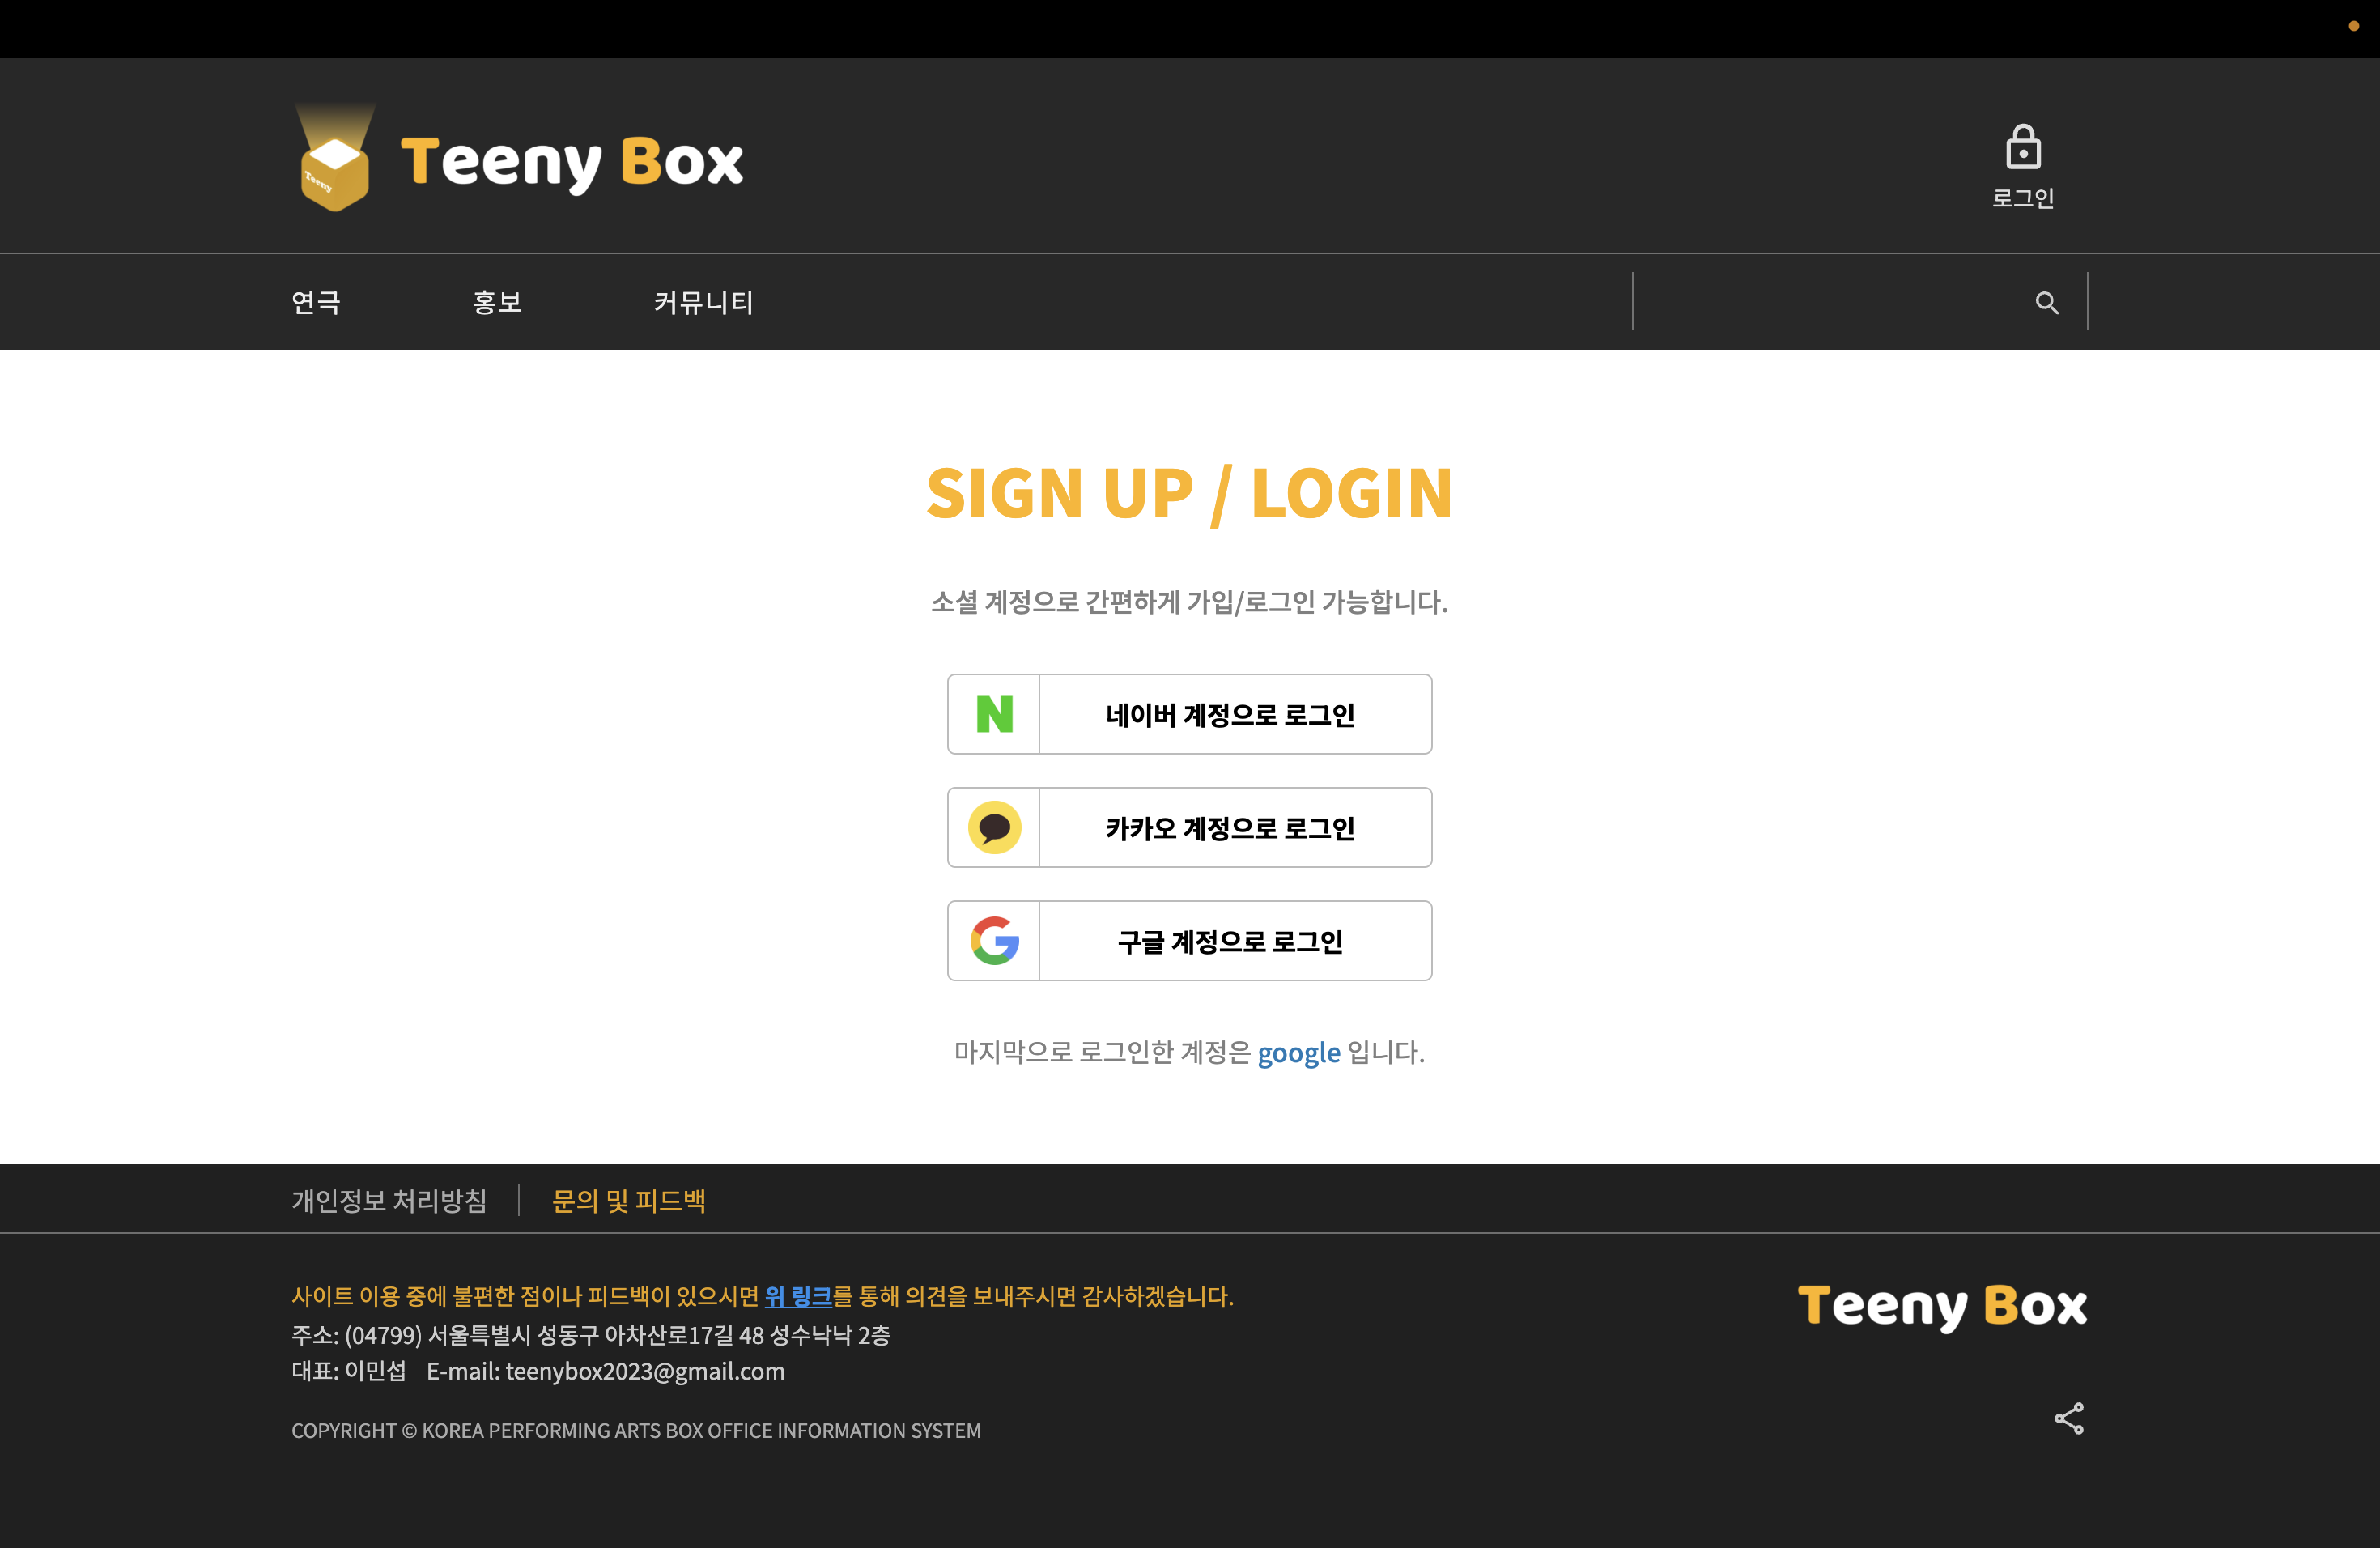 Teeny
Teeny Box
로그인
연극
홍보
커뮤니티
SIGN UP / LOGIN
소셜 계정으로 간편하게 가입/로그인 가능합니다.
네이버 계정으로 로그인
카카오 계정으로 로그인
구글 계정으로 로그인
마지막으로 로그인한 계정은 google 입니다.
개인정보 처리방침
문의 및 피드백
사이트 이용 중에 불편한 점이나 피드백이 있으시면 위 링크를 통해 의견을 보내주시면 감사하겠습니다.
Teeny Box
주소: (04799) 서울특별시 성동구 아차산로17길 48 성수낙낙 2층
대표: 이민섭 E-mail: teenybox2023@gmail.com
COPYRIGHT © KOREA PERFORMING ARTS BOX OFFICE INFORMATION SYSTEM